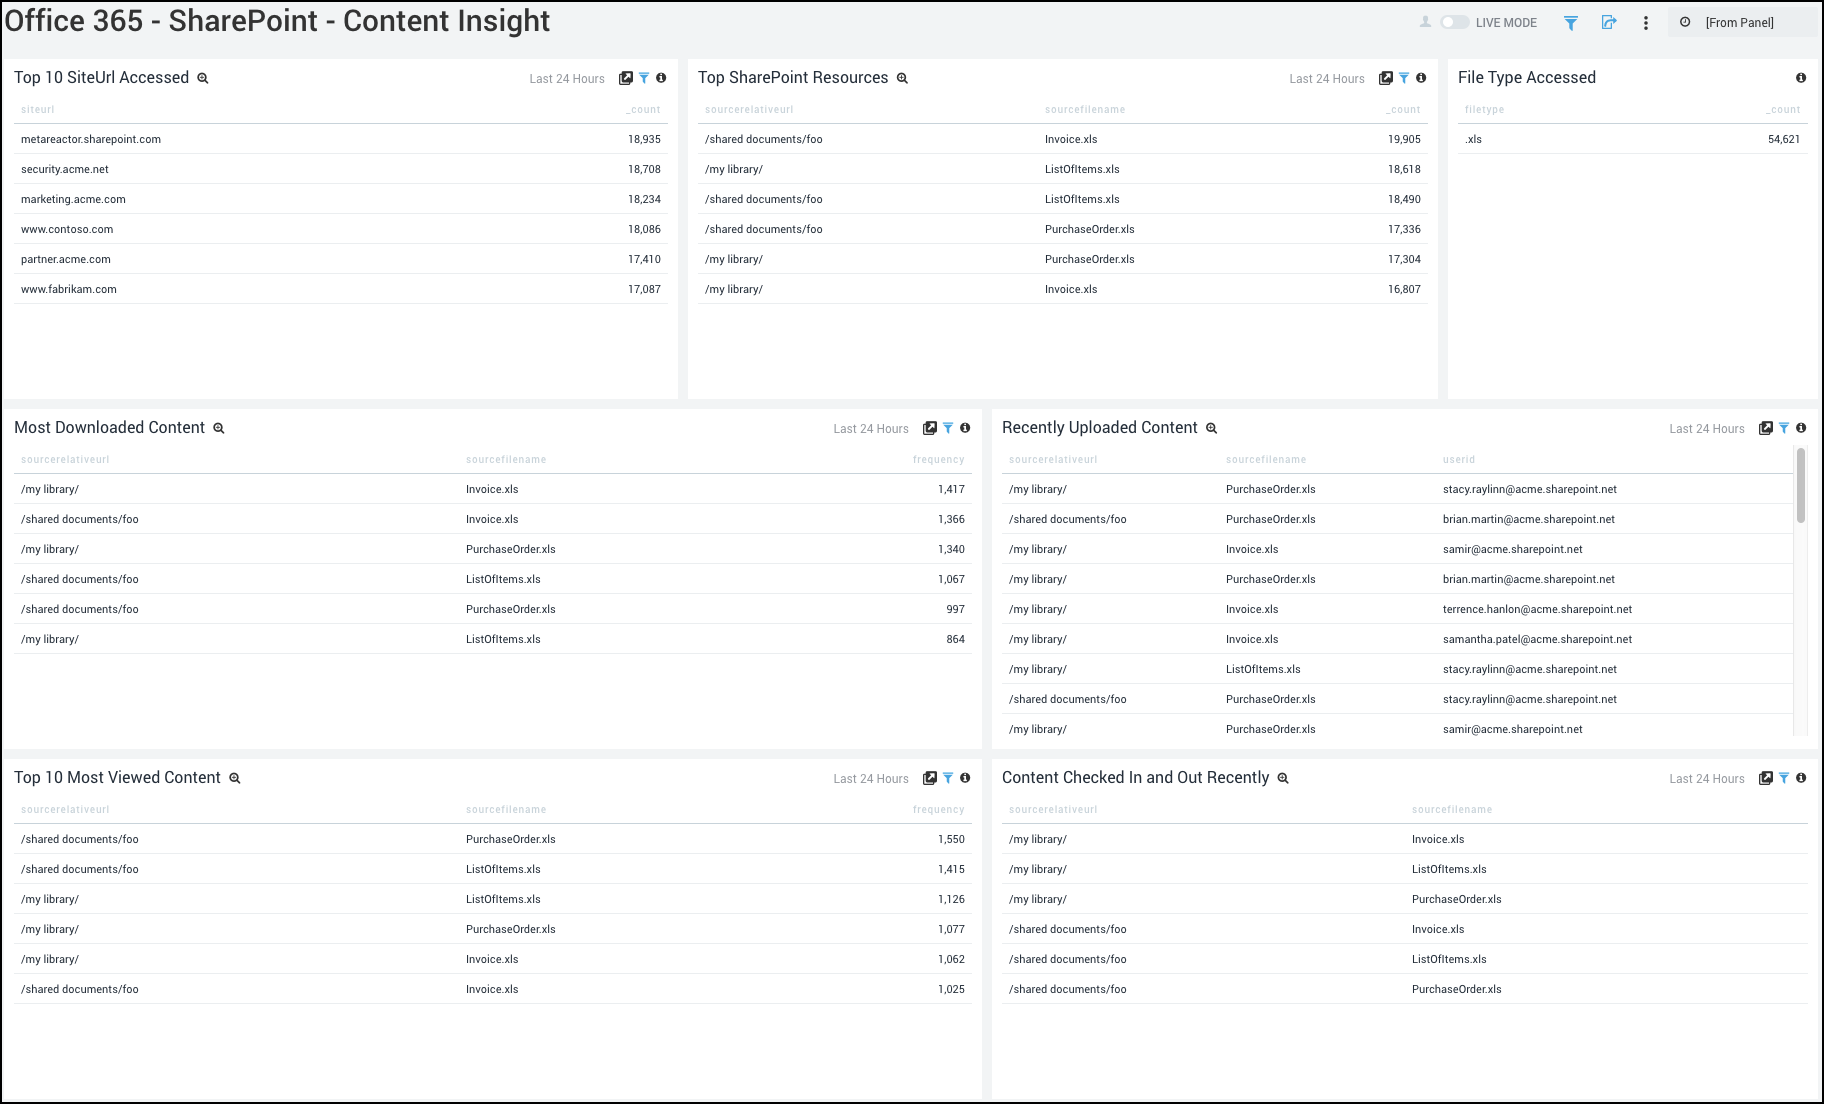 Office 365 - SharePoint - Content Insight
LIVE MODE
[From Panel]
Top 10 SiteUrl Accessed
Last 24 Hours
siteurl _count
metareactor.sharepoint.com 18,935
security.acme.net 18,708
marketing.acme.com 18,234
www.contoso.com 18,086
partner.acme.com 17,410
www.fabrikam.com 17,087
Top SharePoint Resources
Last 24 Hours
sourcerelativeurl sourcefilename _count
/shared documents/foo Invoice.xls 19,905
/my library/ ListOfItems.xls 18,618
/shared documents/foo ListOfItems.xls 18,490
/shared documents/foo PurchaseOrder.xls 17,336
/my library/ PurchaseOrder.xls 17,304
/my library/ Invoice.xls 16,807
File Type Accessed
filetype _count
.xls 54,621
Most Downloaded Content
Last 24 Hours
sourcerelativeurl sourcefilename frequency
/my library/ Invoice.xls 1,417
/shared documents/foo Invoice.xls 1,366
/my library/ PurchaseOrder.xls 1,340
/shared documents/foo ListOfItems.xls 1,067
/shared documents/foo PurchaseOrder.xls 997
/my library/ ListOfItems.xls 864
Recently Uploaded Content
Last 24 Hours
sourcerelativeurl sourcefilename userid
/my library/ PurchaseOrder.xls stacy.raylinn@acme.sharepoint.net
/shared documents/foo PurchaseOrder.xls brian.martin@acme.sharepoint.net
/my library/ Invoice.xls samir@acme.sharepoint.net
/my library/ PurchaseOrder.xls brian.martin@acme.sharepoint.net
/my library/ Invoice.xls terrence.hanlon@acme.sharepoint.net
/my library/ Invoice.xls samantha.patel@acme.sharepoint.net
/my library/ ListOfItems.xls stacy.raylinn@acme.sharepoint.net
/shared documents/foo PurchaseOrder.xls stacy.raylinn@acme.sharepoint.net
/my library/ PurchaseOrder.xls samir@acme.sharepoint.net
Top 10 Most Viewed Content
Last 24 Hours
sourcerelativeurl sourcefilename frequency
/shared documents/foo PurchaseOrder.xls 1,550
/shared documents/foo ListOfItems.xls 1,415
/my library/ ListOfItems.xls 1,126
/my library/ PurchaseOrder.xls 1,077
/my library/ Invoice.xls 1,062
/shared documents/foo Invoice.xls 1,025
Content Checked In and Out Recently
Last 24 Hours
sourcerelativeurl sourcefilename
/my library/ Invoice.xls
/my library/ ListOfItems.xls
/my library/ PurchaseOrder.xls
/shared documents/foo Invoice.xls
/shared documents/foo ListOfItems.xls
/shared documents/foo PurchaseOrder.xls